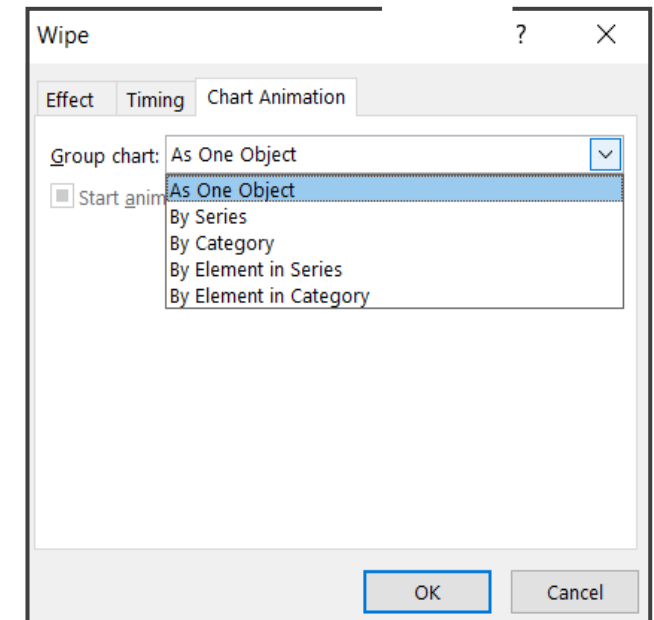 Wipe ?
Effect Timing Chart Animation
Group chart: As One Object
Start anim
As One Object
By Series
By Category
By Element in Series
By Element in Category
OK Cancel